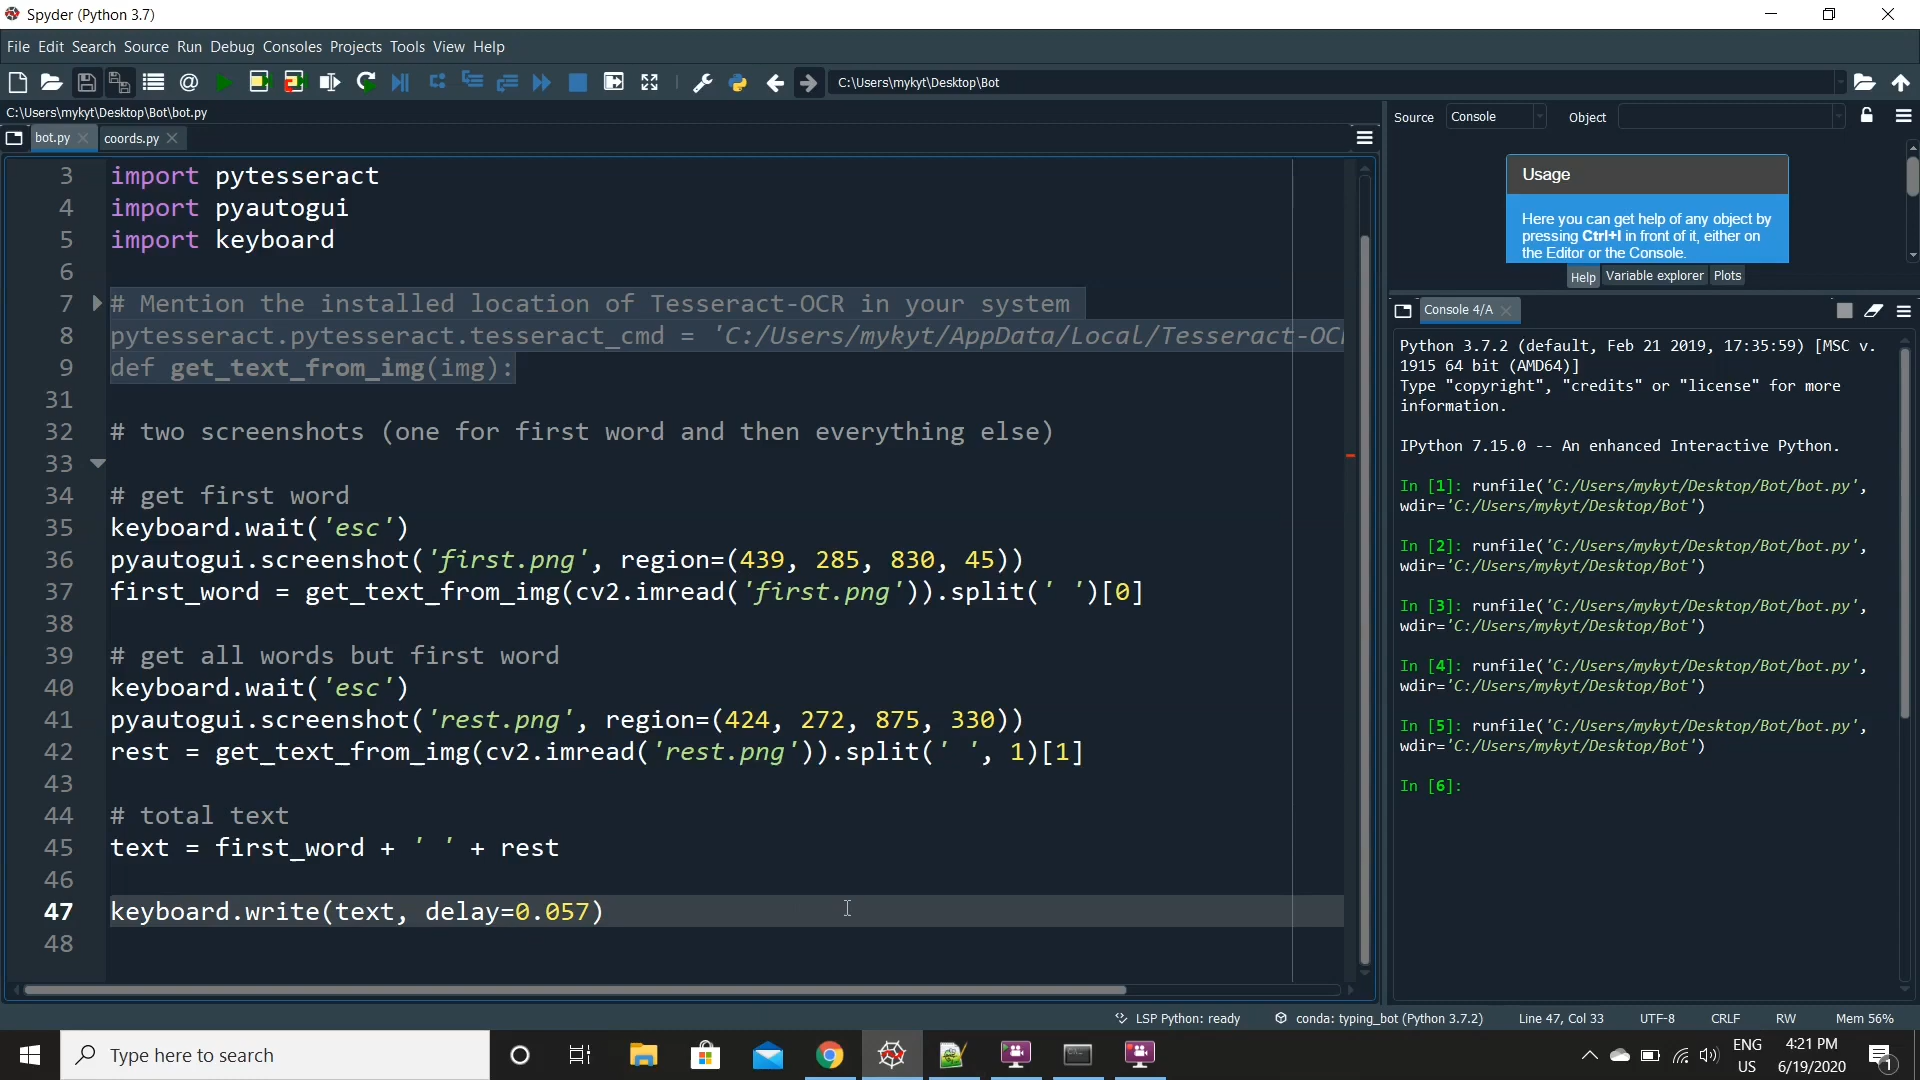 Spyder (Python 3.7)
File Edit Search Source Run Debug Consoles Projects Tools View Help
C:\Users\mykyt\Desktop\Bot
C:\Users\mykyt\Desktop\Bot\bot.py
bot.py
coords.py
3 import pytesseract
4 import pyautogui
5 import keyboard
6
7 # Mention the installed location of Tesseract-OCR in your system
8 pytesseract.pytesseract.tesseract_cmd = 'C:/Users/mykyt/AppData/Local/Tesseract-OC
9 def get_text_from_img(img):
31
32 # two screenshots (one for first word and then everything else)
33
34 # get first word
35 keyboard.wait('esc')
36 pyautogui.screenshot('first.png', region=(439, 285, 830, 45))
37 first_word = get_text_from_img(cv2.imread('first.png')).split(' ')[0]
38
39 # get all words but first word
40 keyboard.wait('esc')
41 pyautogui.screenshot('rest.png', region=(424, 272, 875, 330))
42 rest = get_text_from_img(cv2.imread('rest.png')).split(' ', 1)[1]
43
44 # total text
45 text = first_word + ' ' + rest
46
47 keyboard.write(text, delay=0.057)
48
Source Console Object
Usage
Here you can get help of any object by
pressing Ctrl+I in front of it, either on
the Editor or the Console.
Help Variable explorer Plots
Console 4/A
Python 3.7.2 (default, Feb 21 2019, 17:35:59) [MSC v.
1915 64 bit (AMD64)]
Type "copyright", "credits" or "license" for more
information.
IPython 7.15.0 -- An enhanced Interactive Python.
In [1]: runfile('C:/Users/mykyt/Desktop/Bot/bot.py',
wdir='C:/Users/mykyt/Desktop/Bot')
In [2]: runfile('C:/Users/mykyt/Desktop/Bot/bot.py',
wdir='C:/Users/mykyt/Desktop/Bot')
In [3]: runfile('C:/Users/mykyt/Desktop/Bot/bot.py',
wdir='C:/Users/mykyt/Desktop/Bot')
In [4]: runfile('C:/Users/mykyt/Desktop/Bot/bot.py',
wdir='C:/Users/mykyt/Desktop/Bot')
In [5]: runfile('C:/Users/mykyt/Desktop/Bot/bot.py',
wdir='C:/Users/mykyt/Desktop/Bot')
In [6]:
LSP Python: ready conda: typing_bot (Python 3.7.2) Line 47, Col 33 UTF-8 CRLF RW Mem 56%
Type here to search
ENG
US
4:21 PM
6/19/2020
1